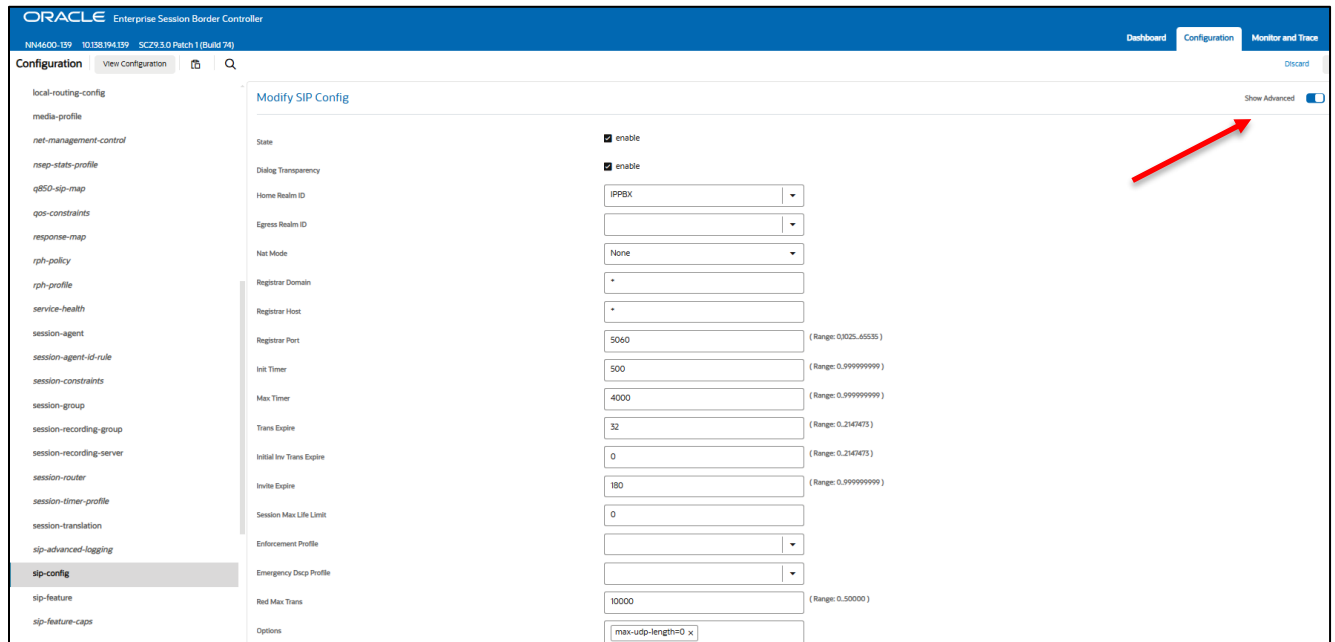 ORACLE Enterprise Session Border Controller
NN4600-139 10.138.194.139 SCZ9.3.0 Patch 1 (Build 74)
Dashboard Configuration Monitor and Trace
Configuration View Configuration Discard
local-routing-config
media-profile
net-management-control
nsep-stats-profile
q850-sip-map
qos-constraints
response-map
rph-policy
rph-profile
service-health
session-agent
session-agent-id-rule
session-constraints
session-group
session-recording-group
session-recording-server
session-router
session-timer-profile
session-translation
sip-advanced-logging
sip-config
sip-feature
sip-feature-caps
Modify SIP Config Show Advanced
State enable
Dialog Transparency enable
Home Realm ID IPPBX
Egress Realm ID
Nat Mode None
Registrar Domain *
Registrar Host *
Registrar Port 5060 ( Range: 0,1025..65535 )
Init Timer 500 ( Range: 0..999999999 )
Max Timer 4000 ( Range: 0..999999999 )
Trans Expire 32 ( Range: 0..2147473 )
Initial Inv Trans Expire 0 ( Range: 0..2147473 )
Invite Expire 180 ( Range: 0..999999999 )
Session Max Life Limit 0
Enforcement Profile
Emergency Dscp Profile
Red Max Trans 10000 ( Range: 0..50000 )
Options max-udp-length=0 x